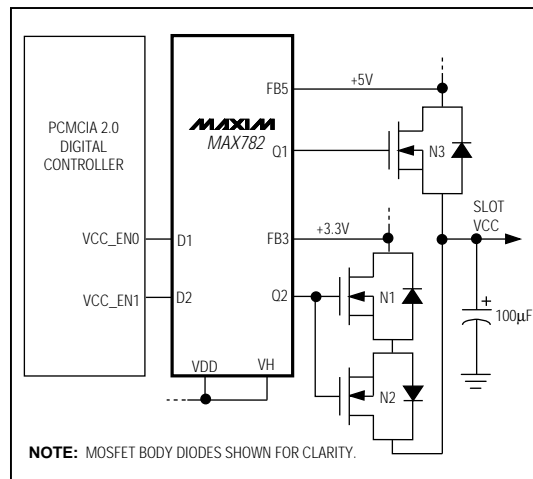 PCMCIA 2.0
DIGITAL
CONTROLLER
VCC_EN0
VCC_EN1
MAXIM
MAX782
FB5
Q1
D1
FB3
D2
Q2
VDD
VH
+5V
N3
SLOT
VCC
+3.3V
N1
+
100μF
N2
NOTE: MOSFET BODY DIODES SHOWN FOR CLARITY.